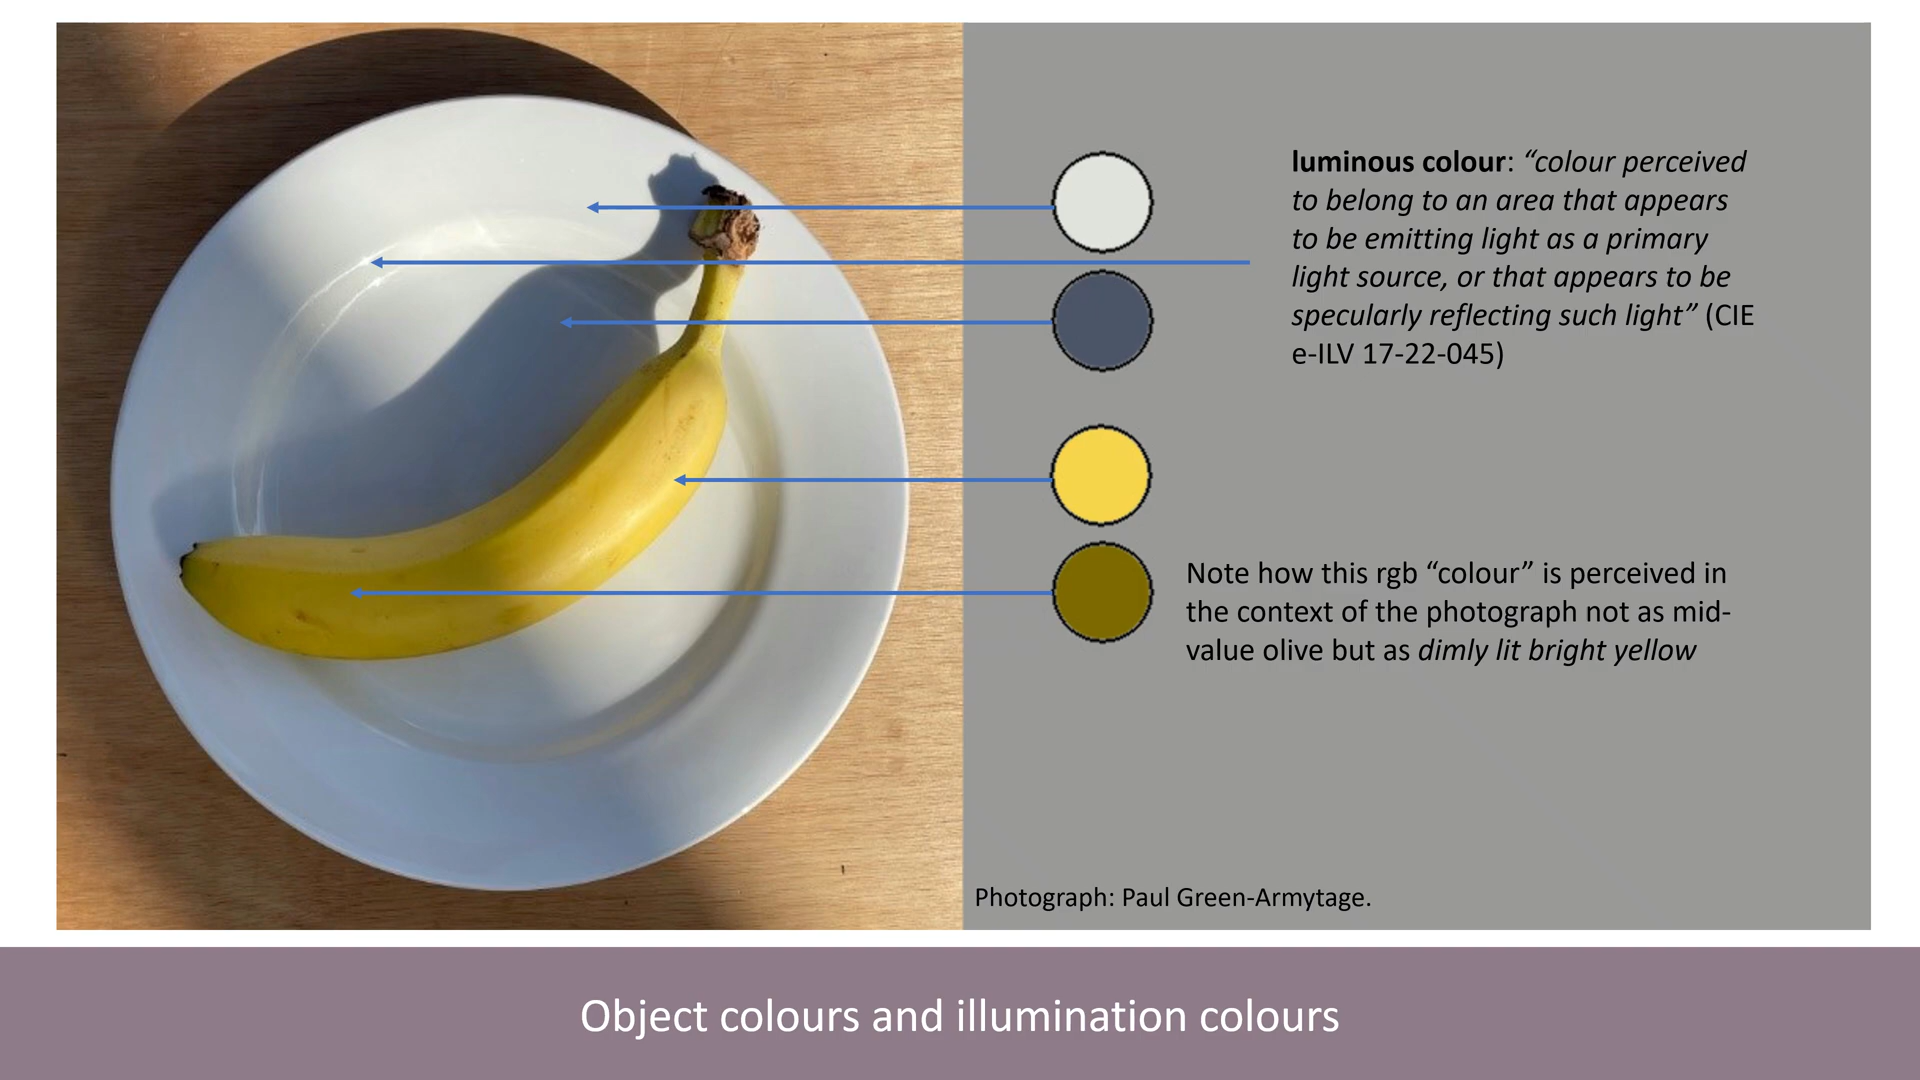 luminous colour: “colour perceived
to belong to an area that appears
to be emitting light as a primary
light source, or that appears to be
specularly reflecting such light” (CIE
e-ILV 17-22-045)
Note how this rgb “colour” is perceived in
the context of the photograph not as mid-
value olive but as dimly lit bright yellow
Photograph: Paul Green-Armytage.
Object colours and illumination colours